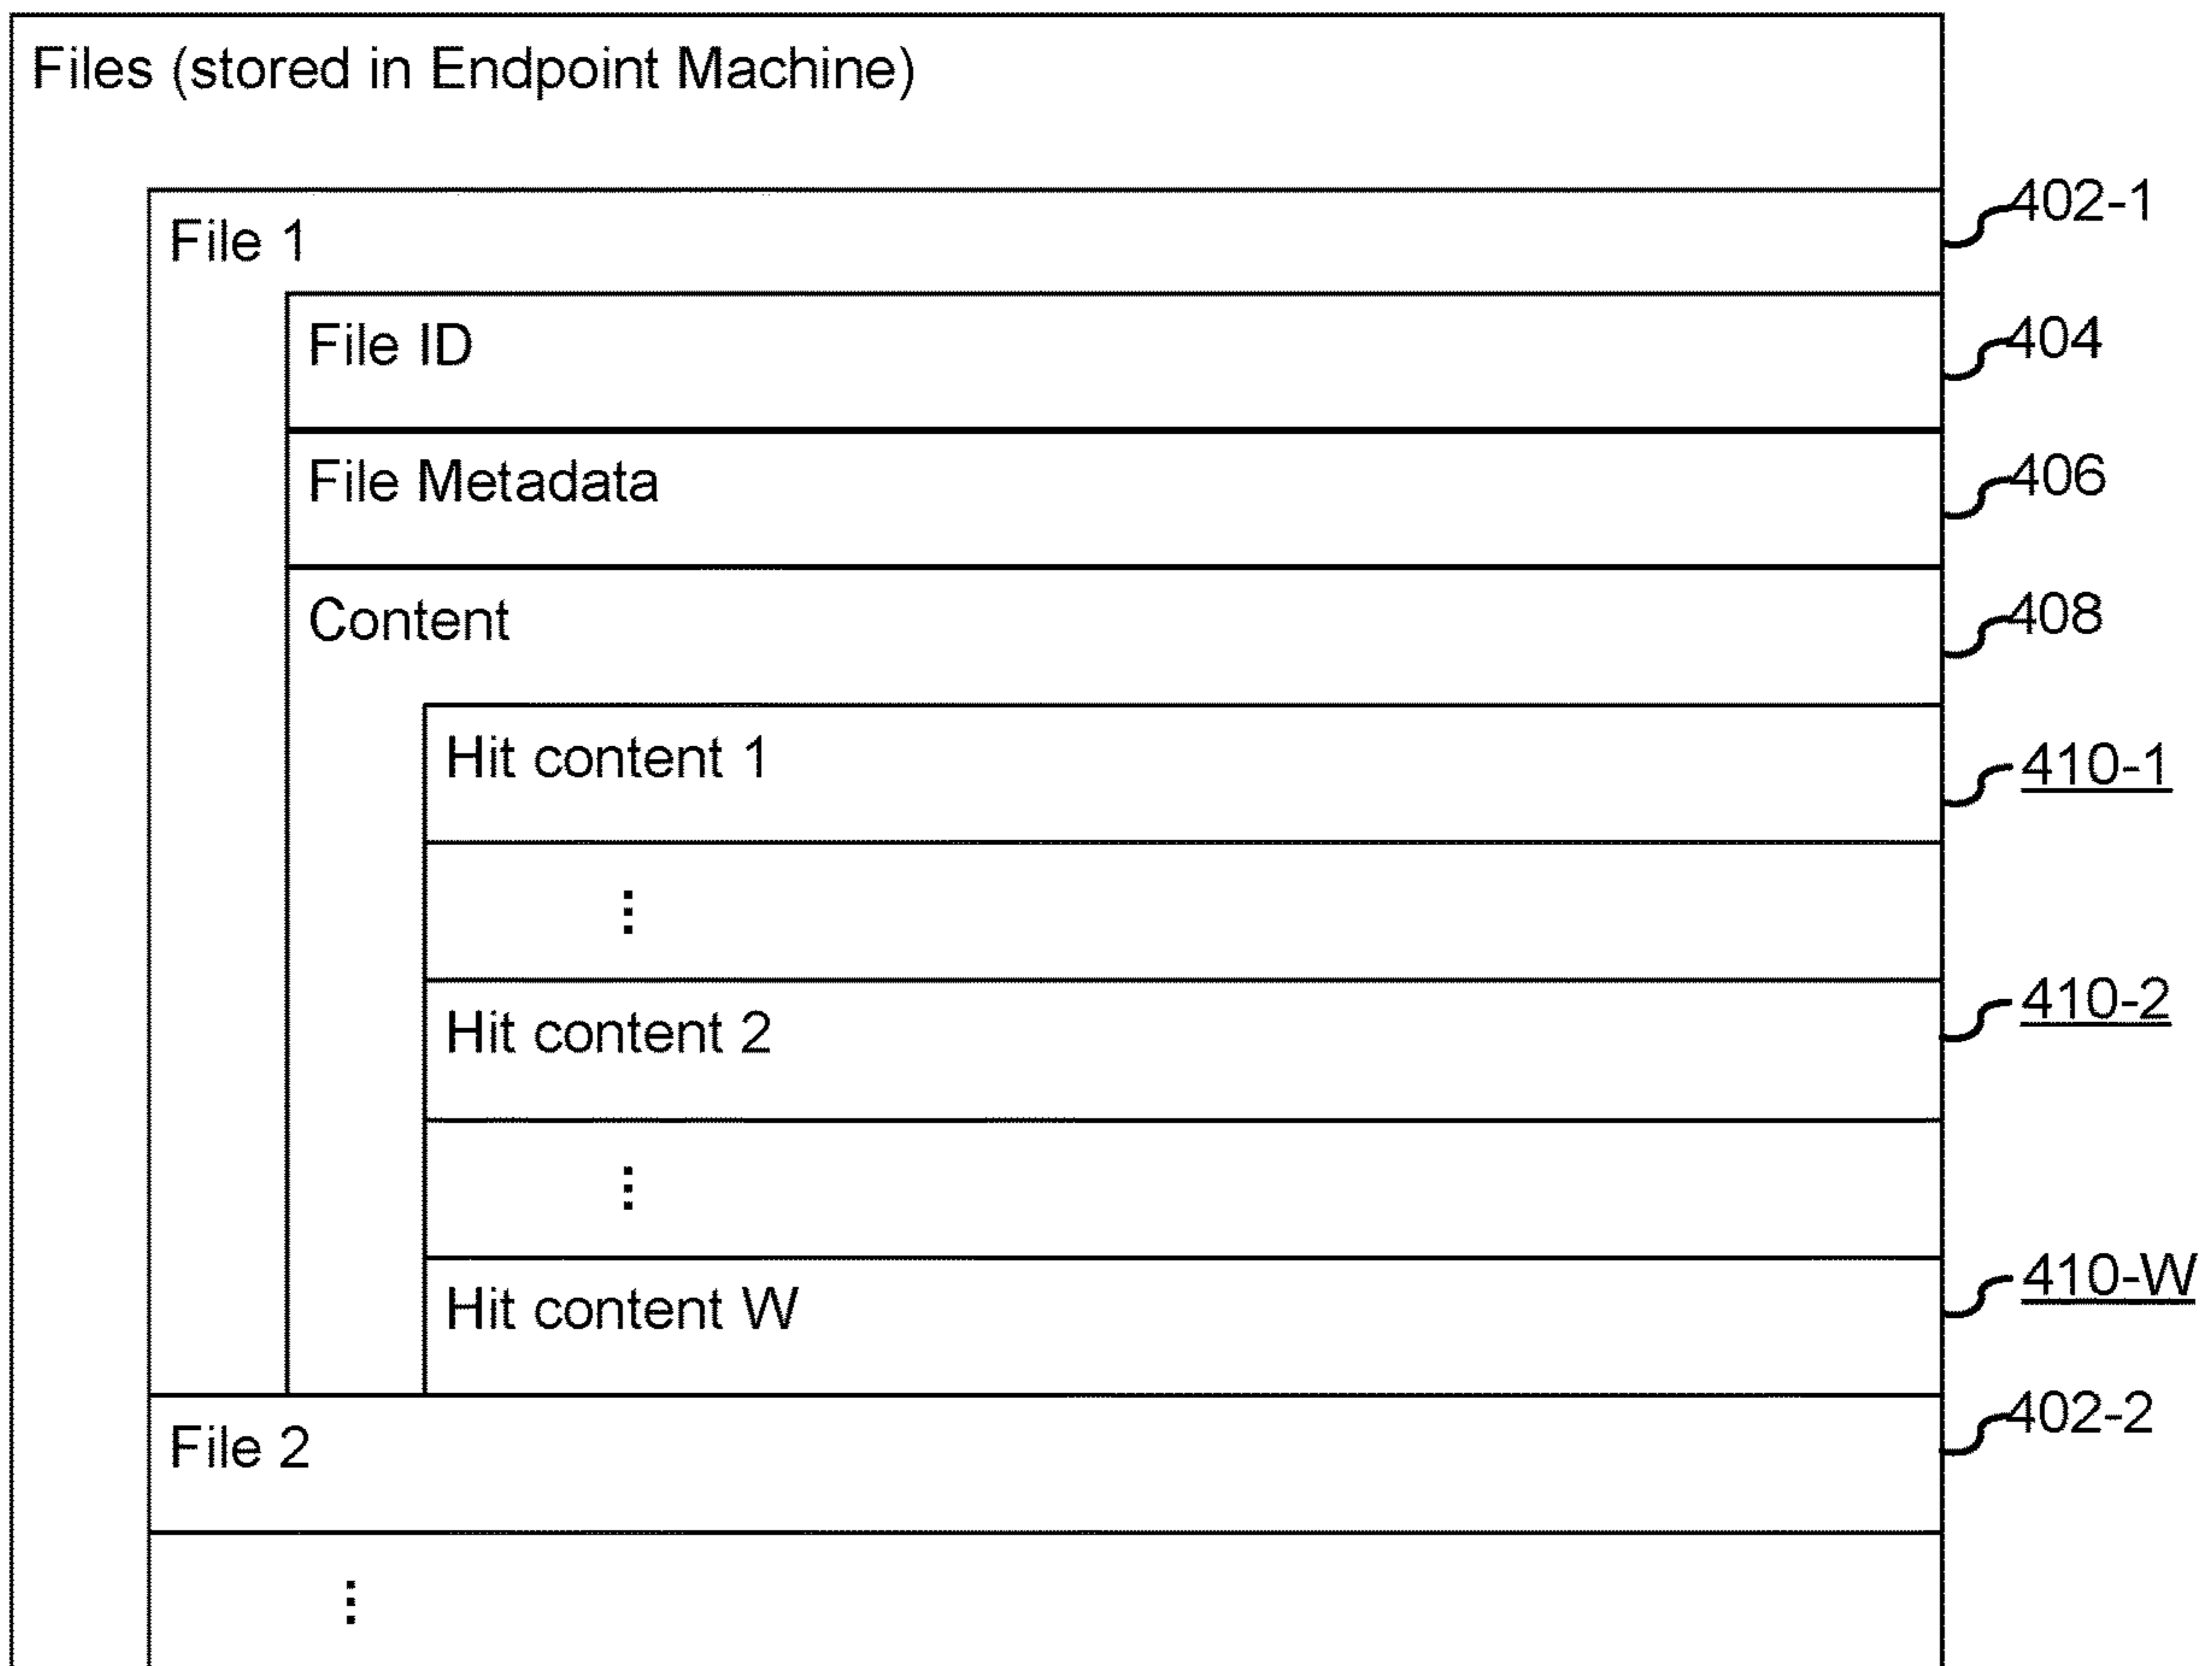 Files (stored in Endpoint Machine)
File 1 402-1
File ID 404
File Metadata 406
Content 408
Hit content 1 410-1
⋮
Hit content 2 410-2
⋮
Hit content W 410-W
File 2 402-2
⋮